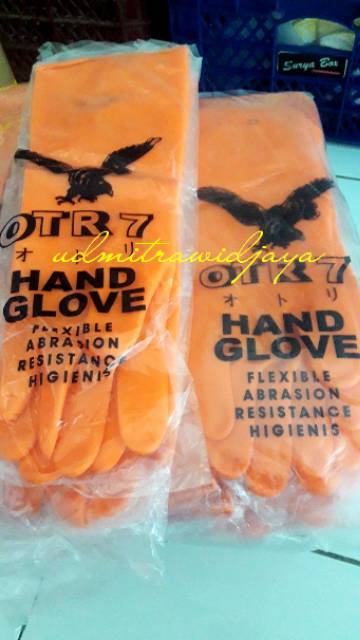 Surya Box
OTR 7
オトリ
HAND
GLOVE
FLEXIBLE
ABRASION
RESISTANCE
HIGIENIS
udmitrawidjaya
OTR 7
オトリ
HAND
GLOVE
FLEXIBLE
ABRASION
RESISTANCE
HIGIENIS